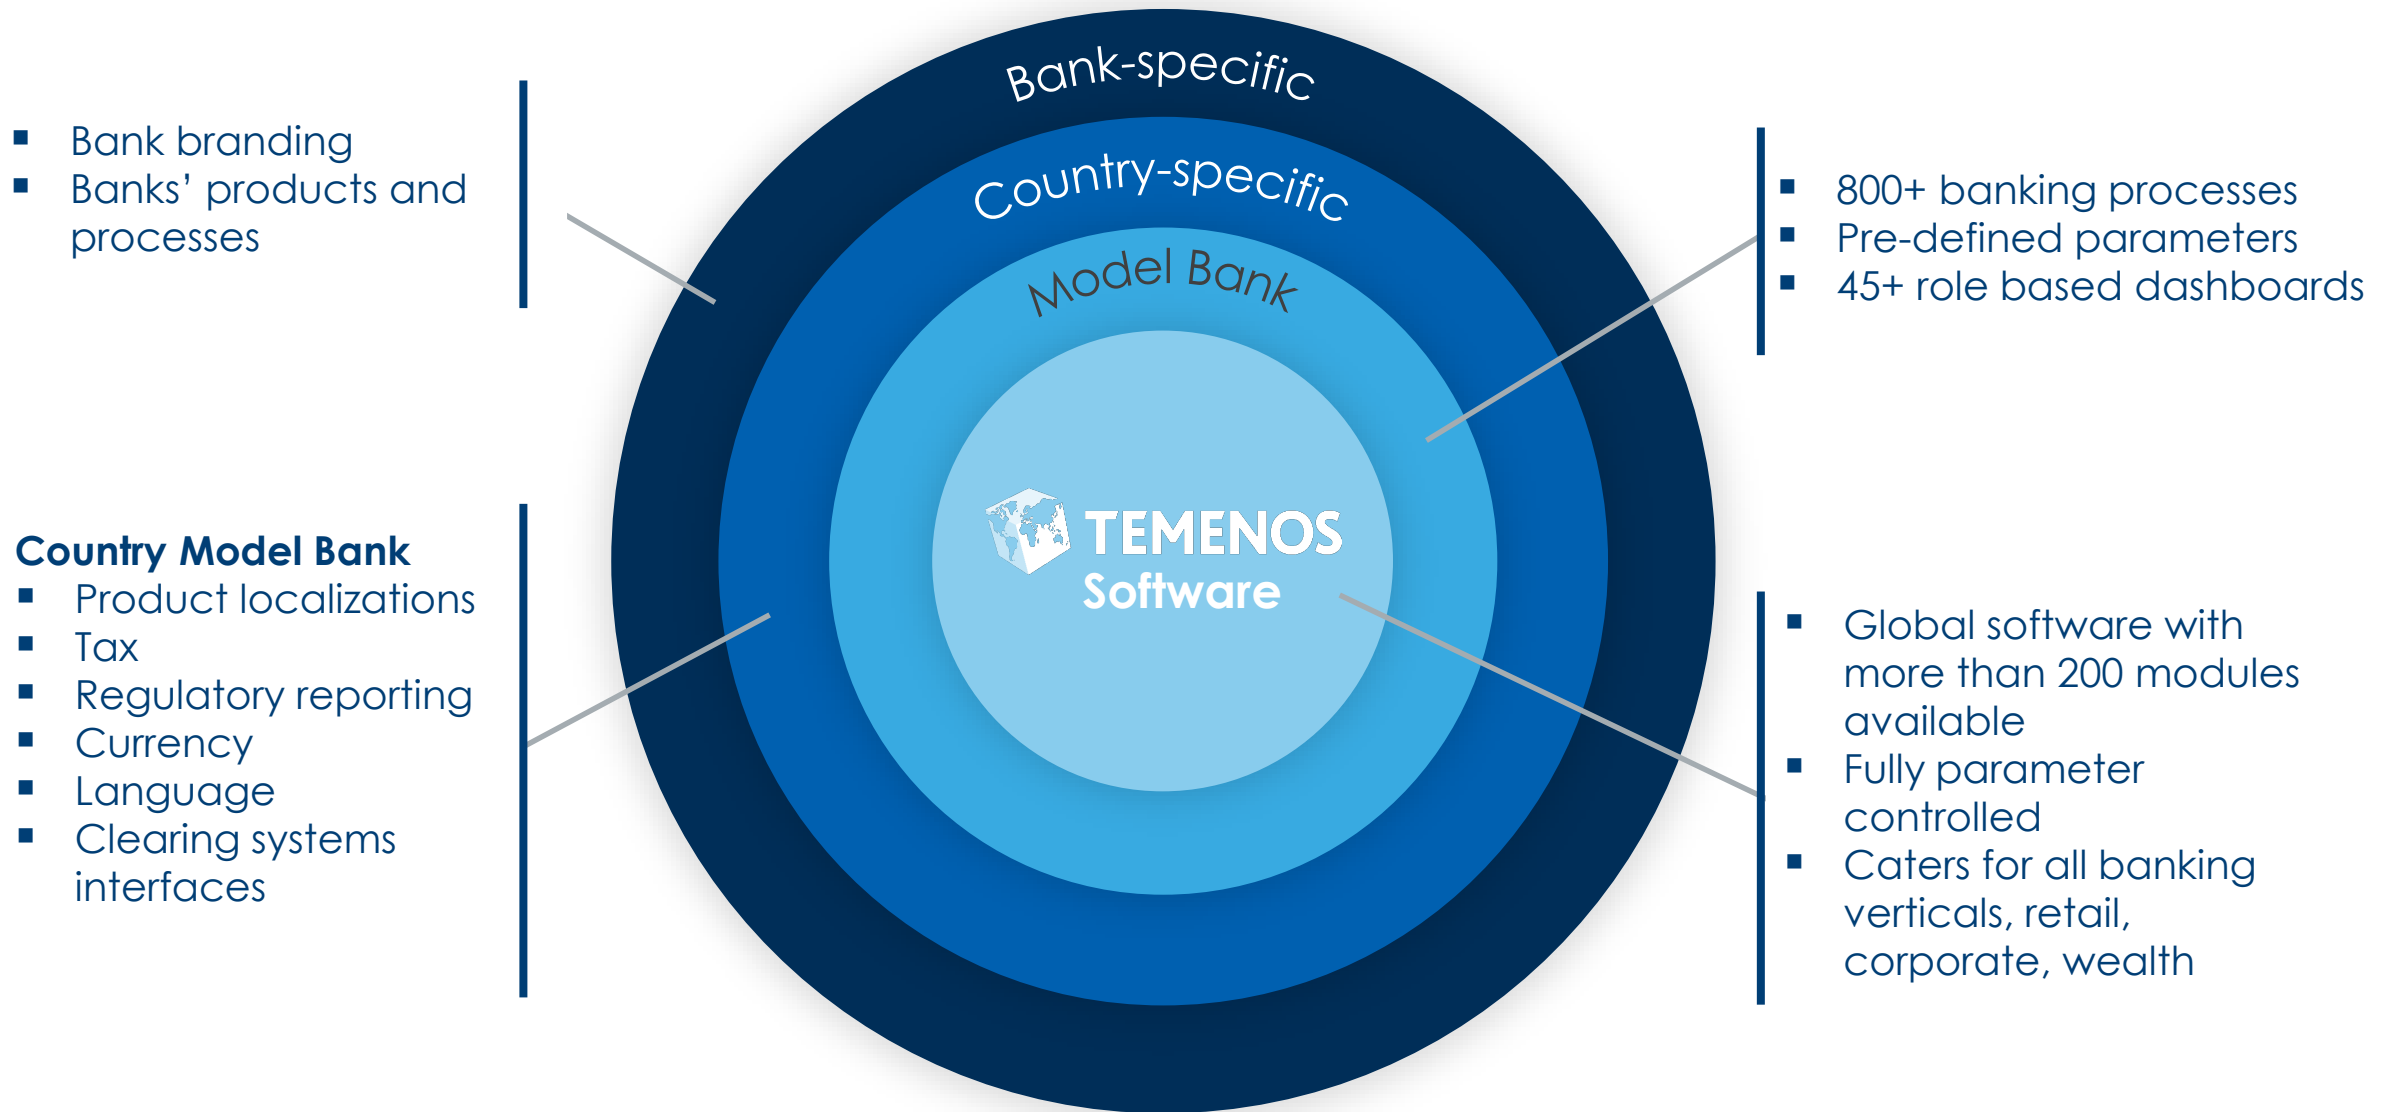 Bank-specific
Country-specific
Model Bank
TEMENOS
Software
▪ Bank branding
▪ Banks’ products and
processes
Country Model Bank
▪ Product localizations
▪ Tax
▪ Regulatory reporting
▪ Currency
▪ Language
▪ Clearing systems
interfaces
▪ 800+ banking processes
▪ Pre-defined parameters
▪ 45+ role based dashboards
▪ Global software with
more than 200 modules
available
▪ Fully parameter
controlled
▪ Caters for all banking
verticals, retail,
corporate, wealth